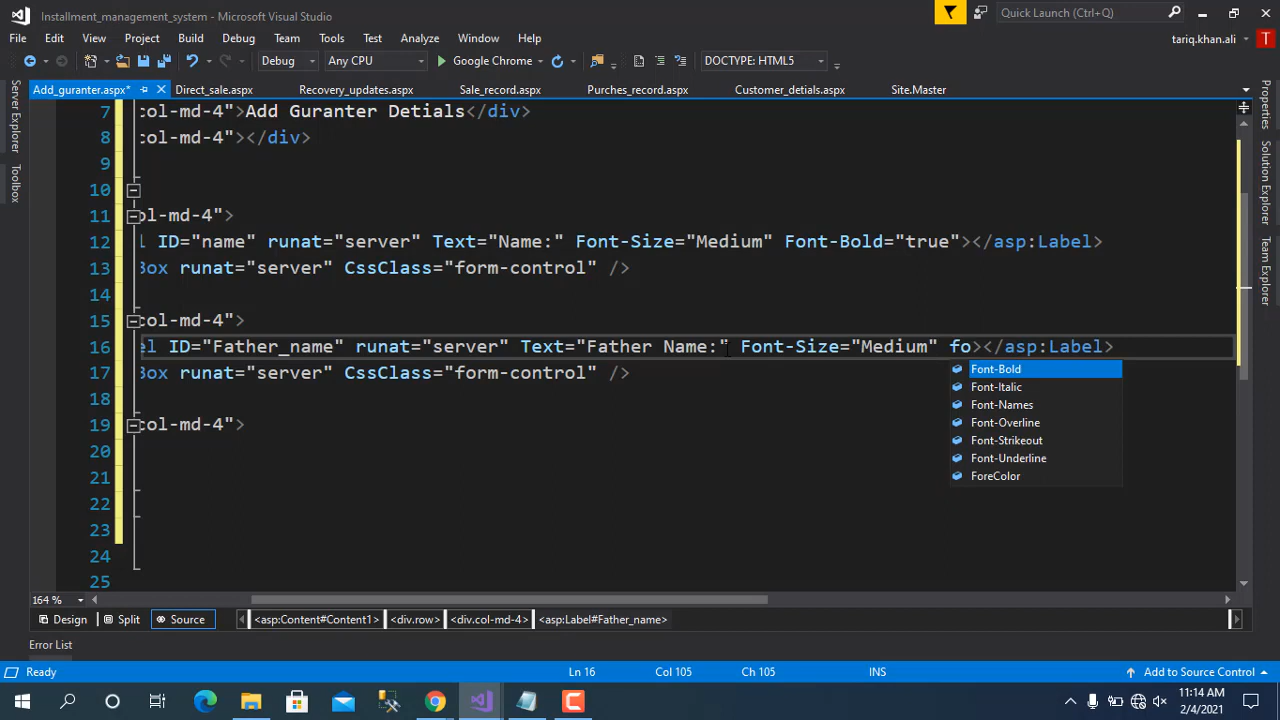 Installment_management_system - Microsoft Visual Studio
Quick Launch (Ctrl+Q)
File Edit View Project Build Debug Team Tools Test Analyze Window Help
tariq.khan.ali T
Debug Any CPU Google Chrome DOCTYPE: HTML5
Add_guranter.aspx* Direct_sale.aspx Recovery_updates.aspx Sale_record.aspx Purches_record.aspx Customer_detials.aspx Site.Master
Server Explorer
Toolbox
Properties
Solution Explorer
Team Explorer
7 col-md-4">Add Guranter Detials</div>
8 col-md-4"></div>
9
10
11 col-md-4">
12 l ID="name" runat="server" Text="Name:" Font-Size="Medium" Font-Bold="true"></asp:Label>
13 Box runat="server" CssClass="form-control" />
14
15 col-md-4">
16 el ID="Father_name" runat="server" Text="Father Name:" Font-Size="Medium" fo></asp:Label>
17 Box runat="server" CssClass="form-control" />
18
19 col-md-4">
20
21
22
23
24
25
Font-Bold
Font-Italic
Font-Names
Font-Overline
Font-Strikeout
Font-Underline
ForeColor
164 %
Design Split Source <asp:Content#Content1> <div.row> <div.col-md-4> <asp:Label#Father_name>
Error List
Ready Ln 16 Col 105 Ch 105 INS Add to Source Control
11:14 AM
2/4/2021